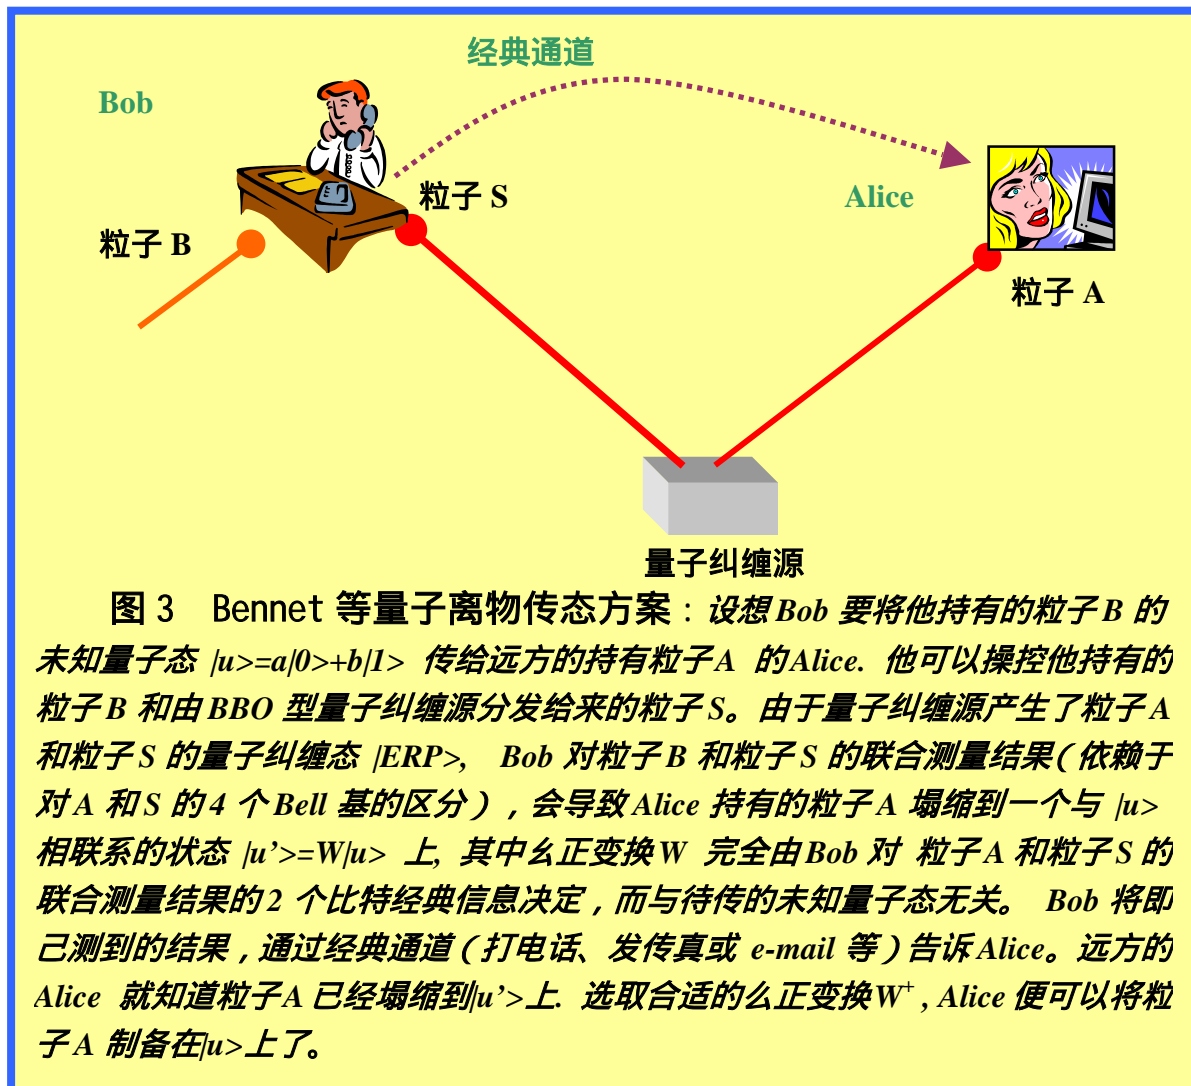 经典通道
Bob
粒子 S
Alice
粒子 B
粒子 A
量子纠缠源
图 3 Bennet 等量子离物传态方案：设想 Bob 要将他持有的粒子 B 的
未知量子态 |u>=a|0>+b|1> 传给远方的持有粒子 A 的 Alice. 他可以操控他持有的
粒子 B 和由 BBO 型量子纠缠源分发给来的粒子 S。由于量子纠缠源产生了粒子 A
和粒子 S 的量子纠缠态 |ERP>, Bob 对粒子 B 和粒子 S 的联合测量结果（依赖于
对 A 和 S 的 4 个 Bell 基的区分），会导致 Alice 持有的粒子 A 塌缩到一个与 |u>
相联系的状态 |u’>=W|u> 上, 其中幺正变换 W 完全由 Bob 对 粒子 A 和粒子 S 的
联合测量结果的 2 个比特经典信息决定，而与待传的未知量子态无关。 Bob 将即
己测到的结果，通过经典通道（打电话、发传真或 e-mail 等）告诉 Alice。远方的
Alice 就知道粒子 A 已经塌缩到|u’>上. 选取合适的么正变换 W⁺ , Alice 便可以将粒
子 A 制备在|u>上了。